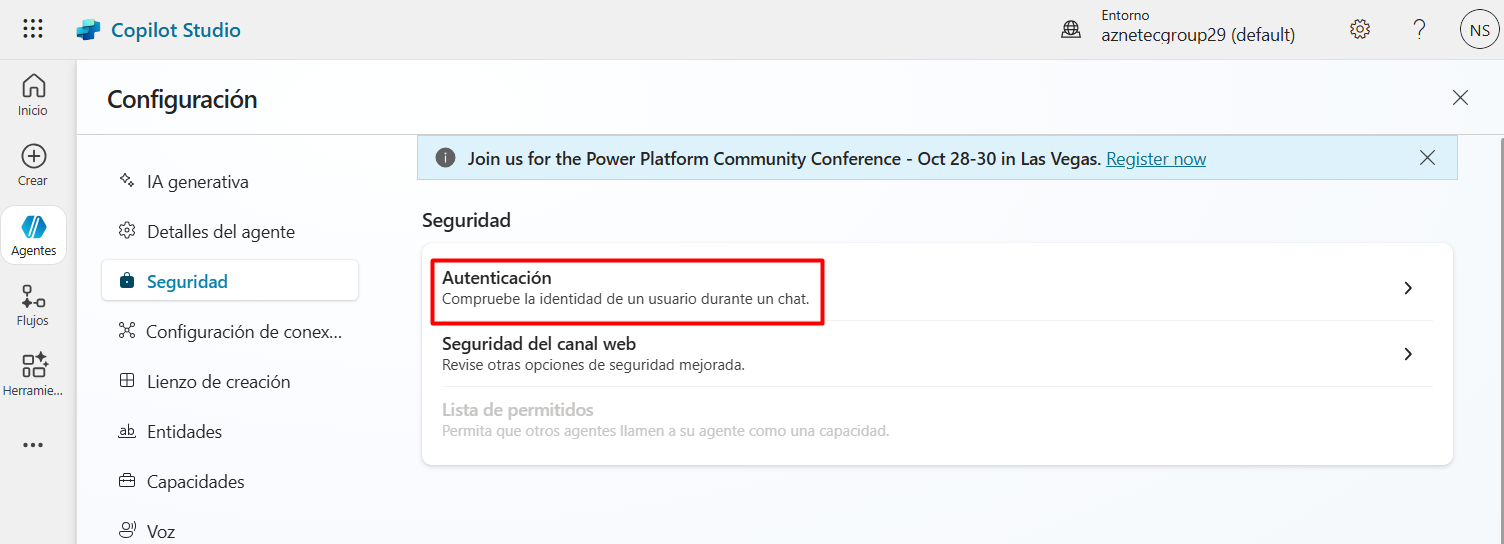 Copilot Studio
Entorno
aznetecgroup29 (default)
?
NS
Inicio
Crear
Agentes
Flujos
Herramie...
Configuración
IA generativa
Detalles del agente
Seguridad
Configuración de conex...
Lienzo de creación
ab Entidades
Capacidades
Voz
Join us for the Power Platform Community Conference - Oct 28-30 in Las Vegas. Register now
Seguridad
Autenticación
Compruebe la identidad de un usuario durante un chat.
Seguridad del canal web
Revise otras opciones de seguridad mejorada.
Lista de permitidos
Permita que otros agentes llamen a su agente como una capacidad.